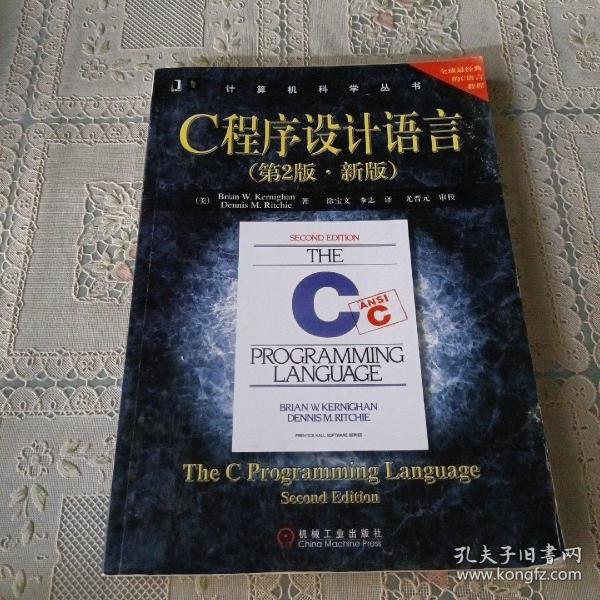 计算机科学丛书
全球最经典
的C语言
教程
C程序设计语言
(第2版·新版)
(美) Brian W. Kernighan 著 徐宝文 李志 译 尤晋元 审校
Dennis M. Ritchie
SECOND EDITION
THE
C
ANSI
C
PROGRAMMING
LANGUAGE
BRIAN W. KERNIGHAN
DENNIS M. RITCHIE
PRENTICE HALL SOFTWARE SERIES
The C Programming Language
Second Edition
机械工业出版社
China Machine Press
孔夫子旧书网
www.kongfz.com